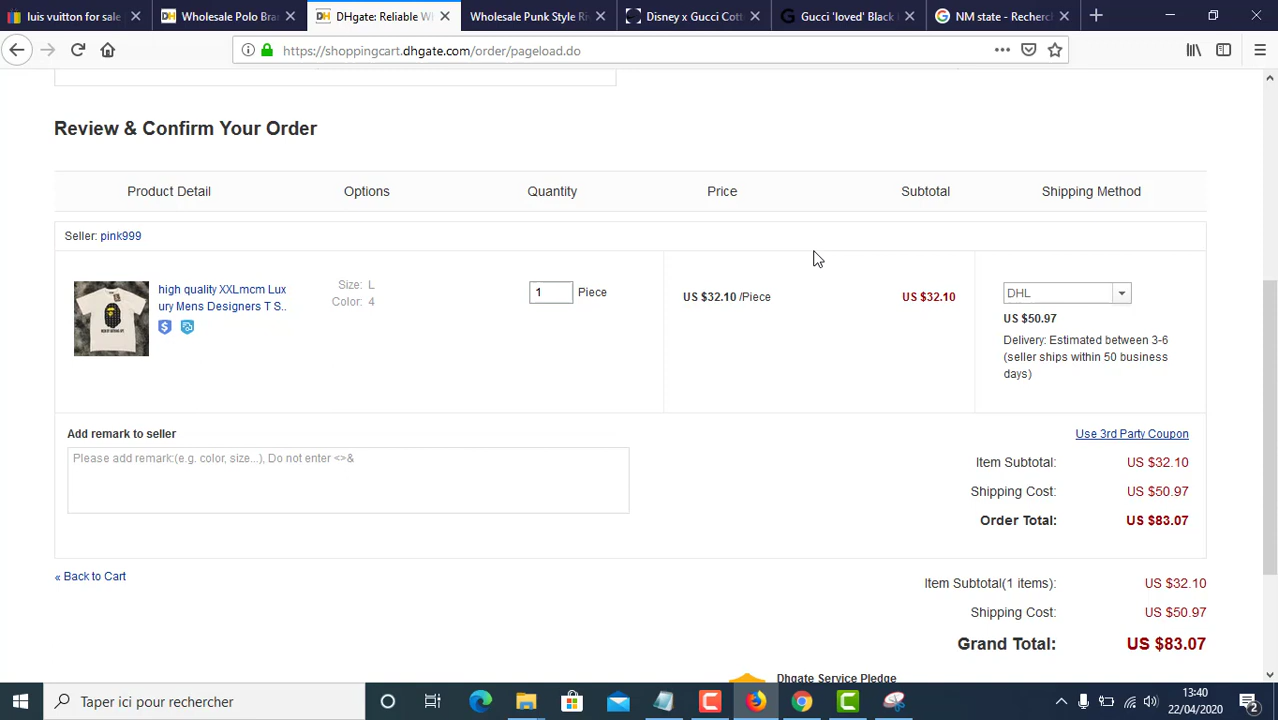 luis vuitton for sale
Wholesale Polo Bra
DHgate: Reliable Wh
Wholesale Punk Style R
Disney x Gucci Cott
Gucci 'loved' Black
NM state - Recherc
https://shoppingcart.dhgate.com/order/pageload.do
Review & Confirm Your Order
Product Detail Options Quantity Price Subtotal Shipping Method
Seller: pink999
high quality XXLmcm Lux
ury Mens Designers T S..
Size: L
Color: 4
1 Piece
US $32.10 /Piece
US $32.10
DHL
US $50.97
Delivery: Estimated between 3-6
(seller ships within 50 business
days)
Add remark to seller
Please add remark:(e.g. color, size...), Do not enter <>&
Use 3rd Party Coupon
Item Subtotal: US $32.10
Shipping Cost: US $50.97
Order Total: US $83.07
« Back to Cart
Item Subtotal(1 items): US $32.10
Shipping Cost: US $50.97
Grand Total: US $83.07
Dhgate Service Pledge
Taper ici pour rechercher
13:40
22/04/2020
2